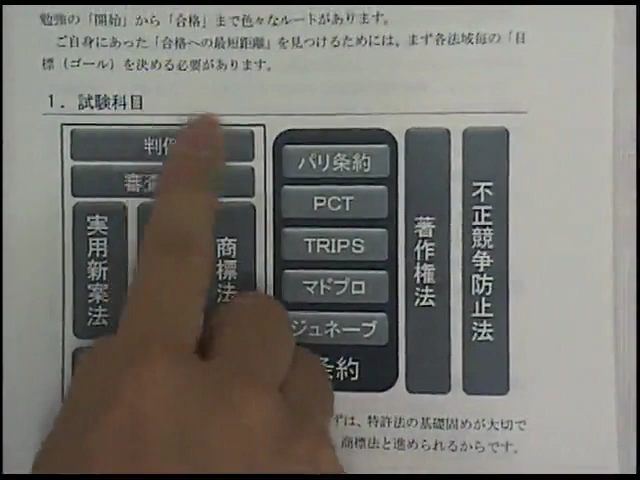 勉強の「開始」から「合格」まで色々なルートがあります。
ご自身にあった「合格への最短距離」を見つけるためには、まず各法域毎の「目
標（ゴール）を決める必要があります。
1．試験科目
判
審
実用新案法
商標法
パリ条約
PCT
TRIPS
マドプロ
ジュネーブ
条約
著作権法
不正競争防止法
ずは、特許法の基礎固めが大切で
商標法と進められるからです。